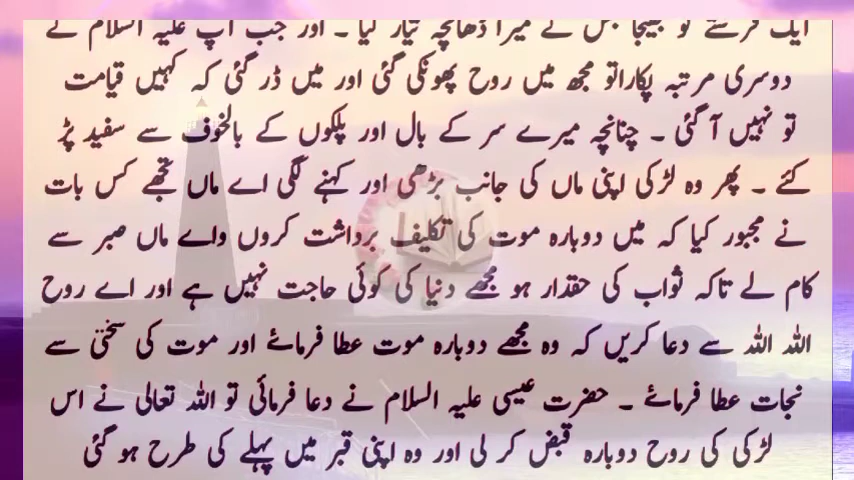 ایک فرشتے کو بھیجا جس نے میرا ڈھانچہ تیار کیا ۔ اور جب آپ علیہ السلام نے
دوسری مرتبہ پکاراتو مجھ میں روح پھونکی گئی اور میں ڈر گئی کہ کہیں قیامت
تو نہیں آ گئی ۔ چنانچہ میرے سر کے بال اور پلکوں کے بالخوف سے سفید پڑ
گئے ۔ پھر وہ لڑکی اپنی ماں کی جانب بڑھی اور کہنے لگی اے ماں تجھے کس بات
نے مجبور کیا کہ میں دوبارہ موت کی تکلیف برداشت کروں واے ماں صبر سے
کام لے تاکہ ثواب کی حقدار ہو مجھے دنیا کی کوئی حاجت نہیں ہے اور اے روح
اللہ اللہ سے دعا کریں کہ وہ مجھے دوبارہ موت عطا فرمائے اور موت کی سختی سے
نجات عطا فرمائے ۔ حضرت عیسی علیہ السلام نے دعا فرمائی تو اللہ تعالی نے اس
لڑکی کی روح دوبارہ قبض کر لی اور وہ اپنی قبر میں پہلے کی طرح ہو گئی